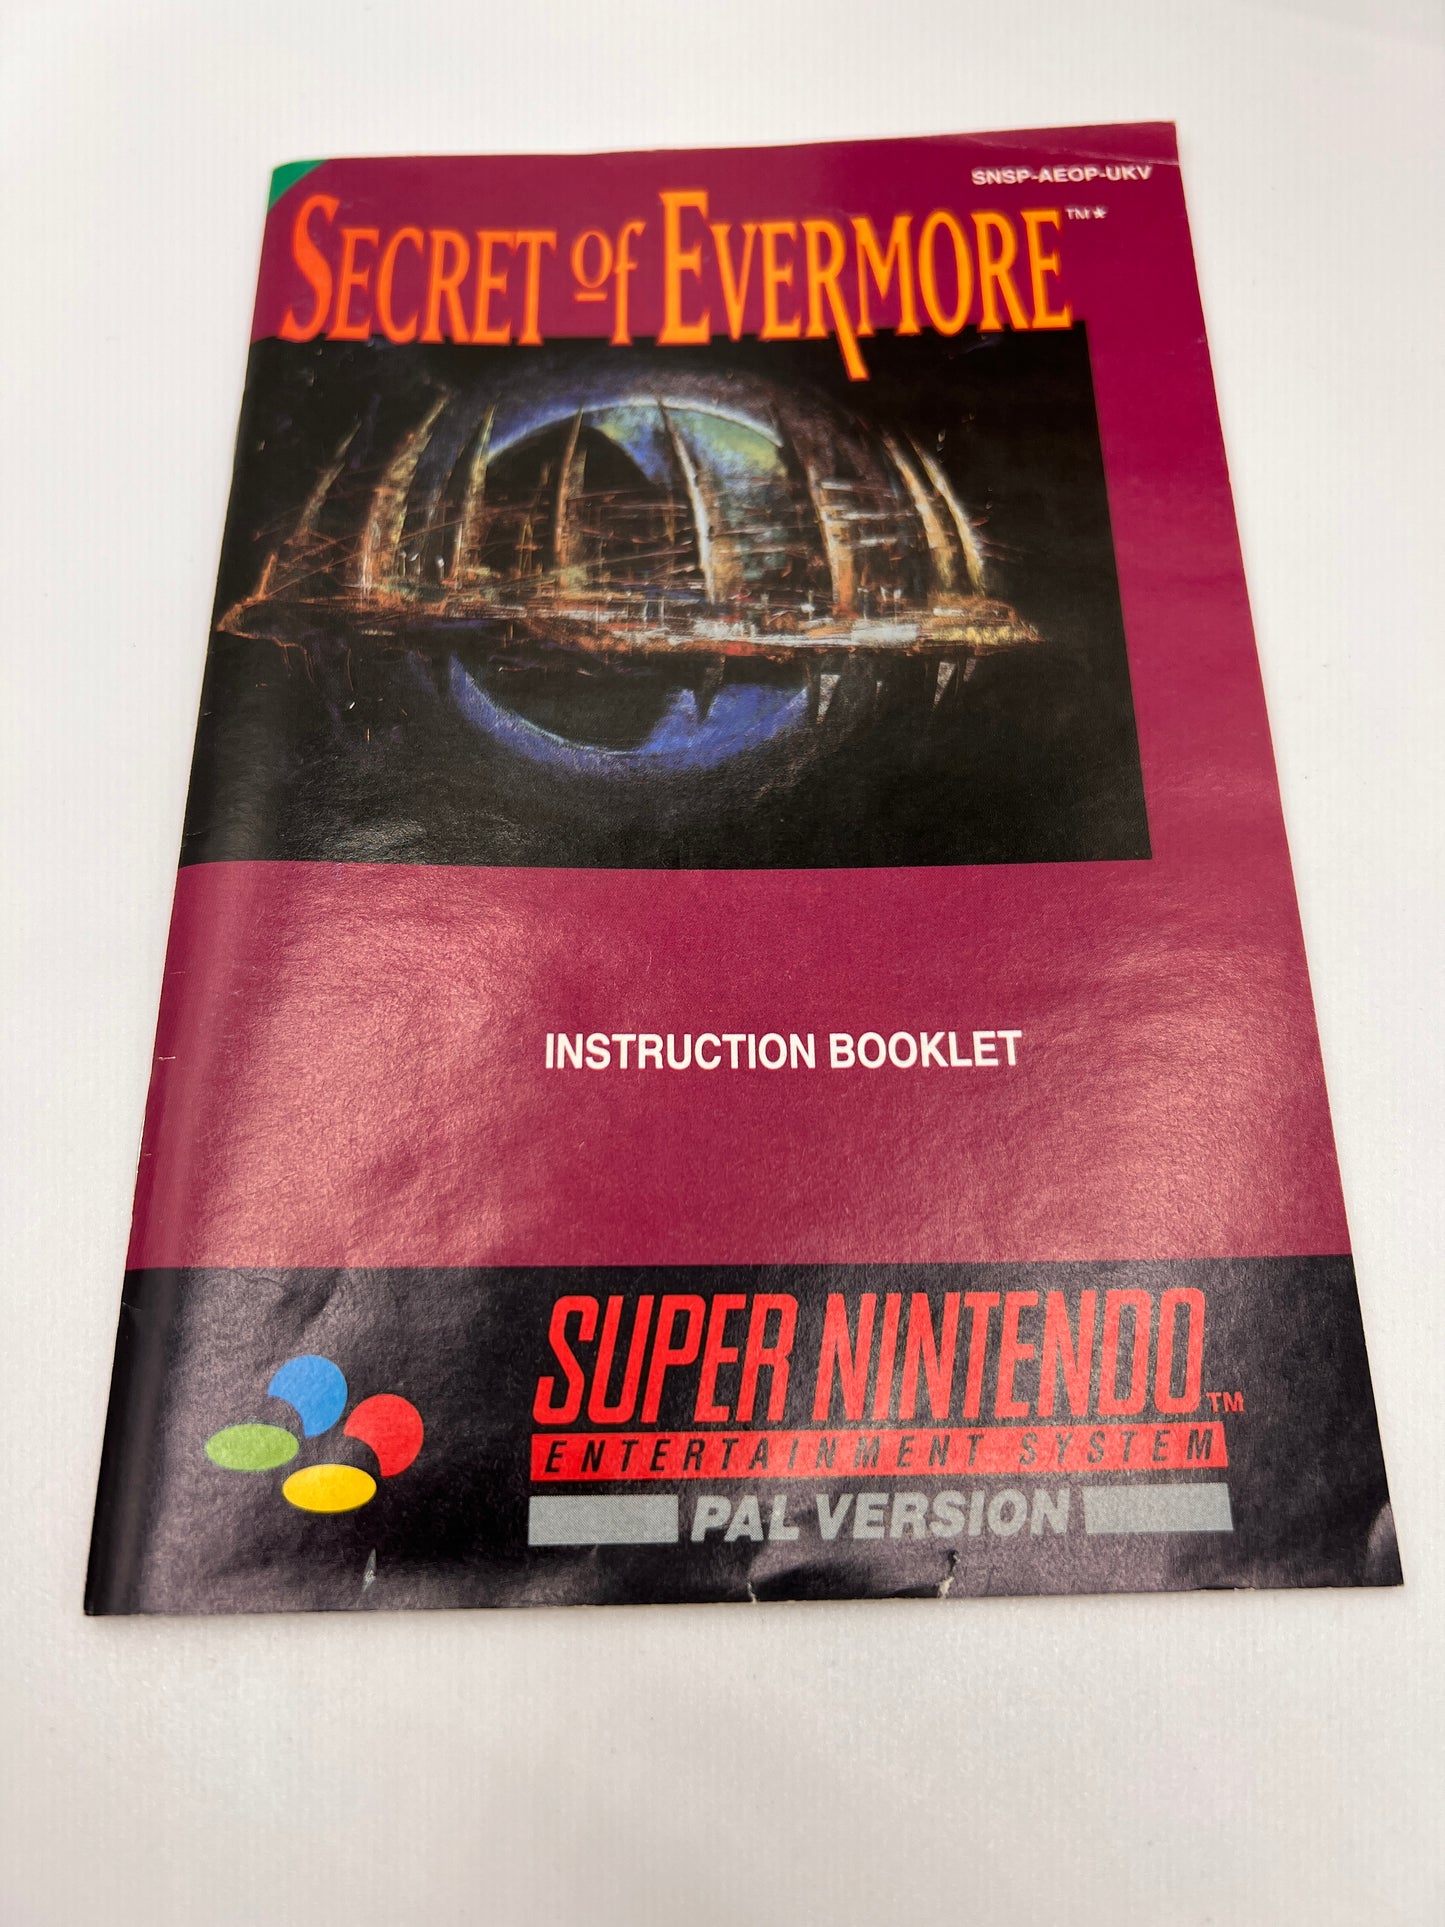 SNSP-AEOP-UKV
SECRET of EVERMORE™*
INSTRUCTION BOOKLET
SUPER NINTENDO™
ENTERTAINMENT SYSTEM
PAL VERSION